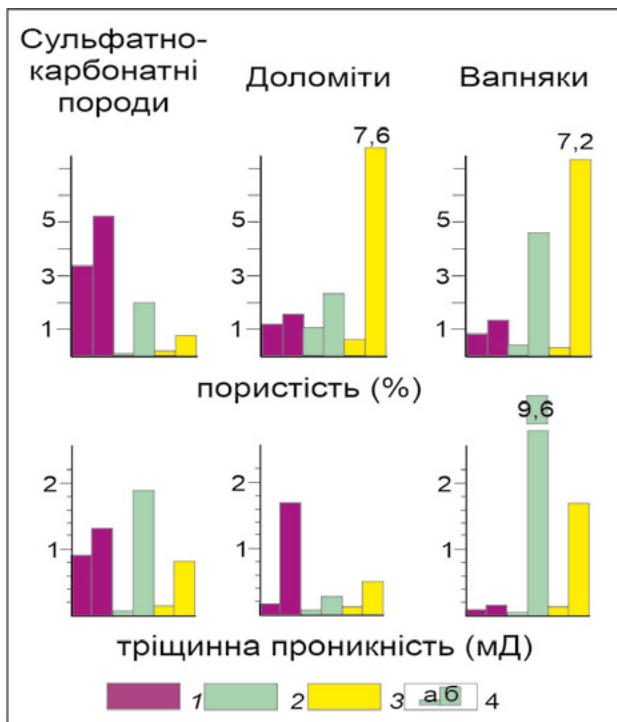 Сульфатно-
карбонатні
породи
Доломіти
Вапняки
7,6
7,2
5
3
1
5
3
1
5
3
1
пористість (%)
9,6
2
1
2
1
2
1
тріщинна проникність (мД)
1 2 3 а б 4